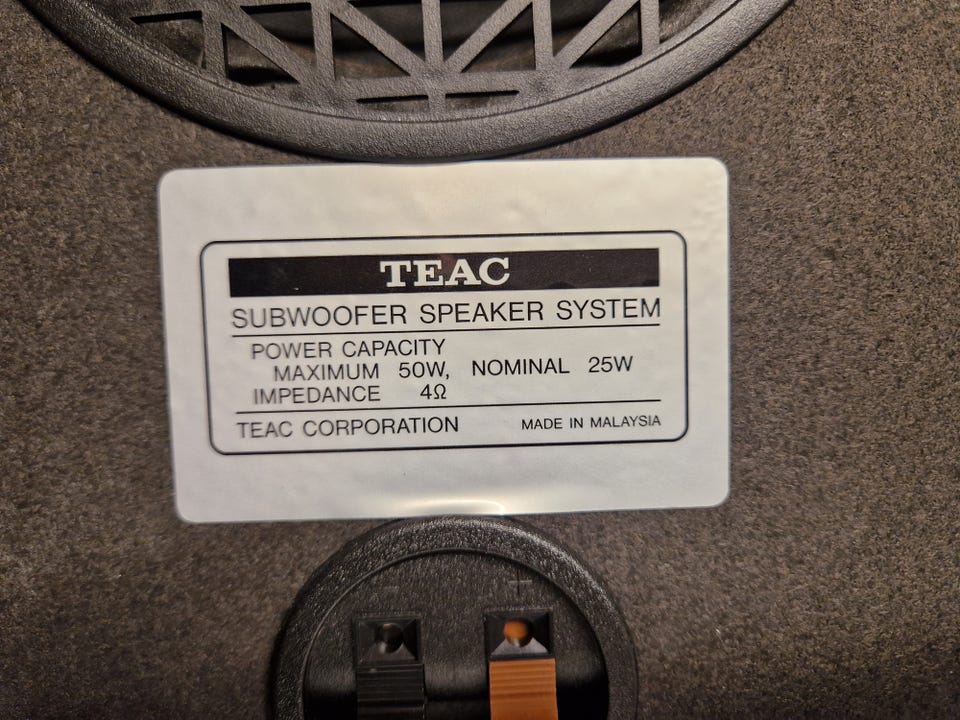 TEAC
SUBWOOFER SPEAKER SYSTEM
POWER CAPACITY
MAXIMUM 50W, NOMINAL 25W
IMPEDANCE 4Ω
TEAC CORPORATION MADE IN MALAYSIA
− +